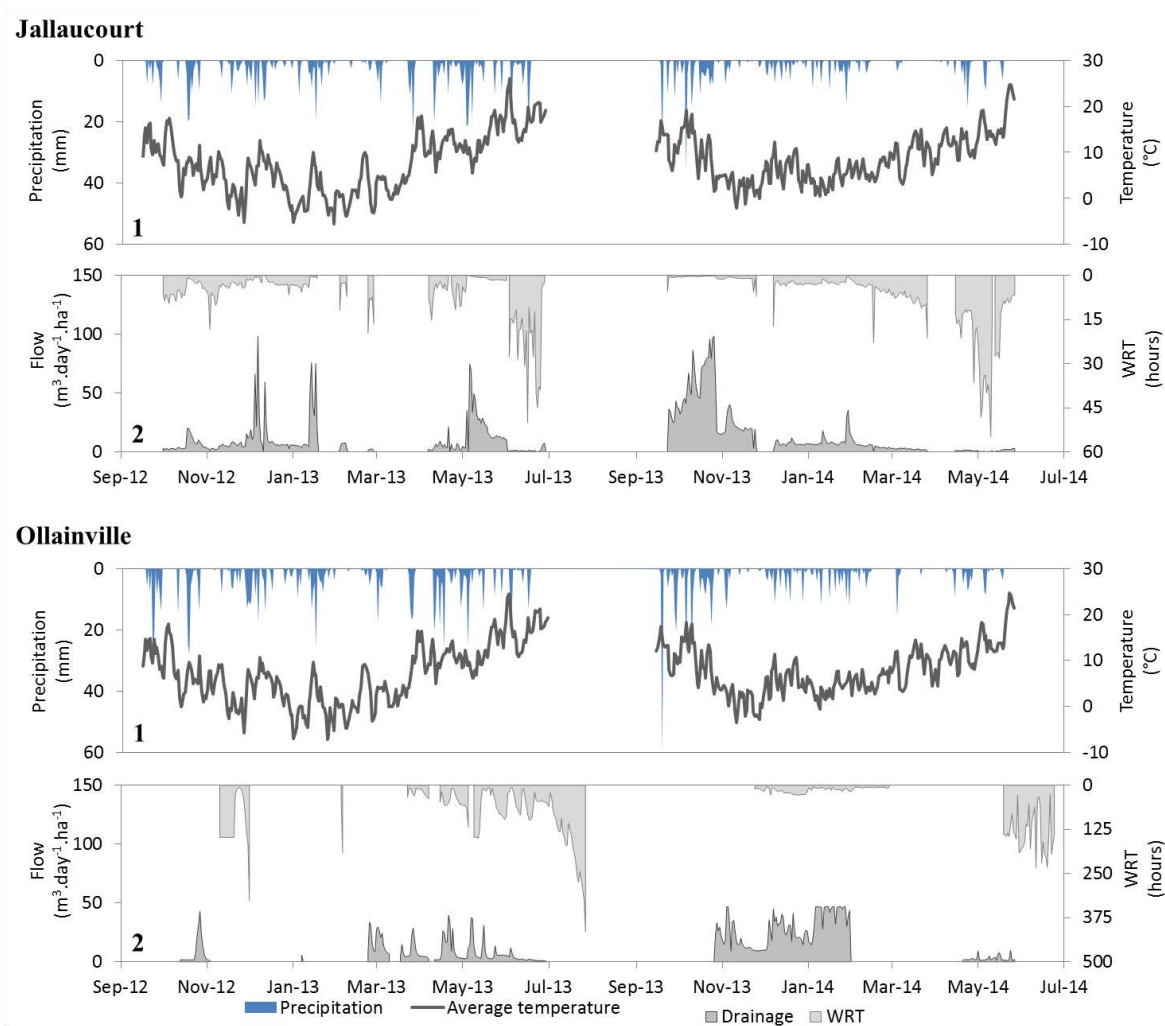 Jallaucourt
0
20
40
60
Precipitation
(mm)
30
20
10
0
-10
Temperature
(°C)
1
150
100
50
0
Flow
(m³.day⁻¹.ha⁻¹)
0
15
30
45
60
WRT
(hours)
2
Sep-12 Nov-12 Jan-13 Mar-13 May-13 Jul-13 Sep-13 Nov-13 Jan-14 Mar-14 May-14 Jul-14
Ollainville
0
20
40
60
Precipitation
(mm)
30
20
10
0
-10
Temperature
(°C)
1
150
100
50
0
Flow
(m³.day⁻¹.ha⁻¹)
0
125
250
375
500
WRT
(hours)
2
Sep-12 Nov-12 Jan-13 Mar-13 May-13 Jul-13 Sep-13 Nov-13 Jan-14 Mar-14 May-14 Jul-14
Precipitation Average temperature Drainage WRT